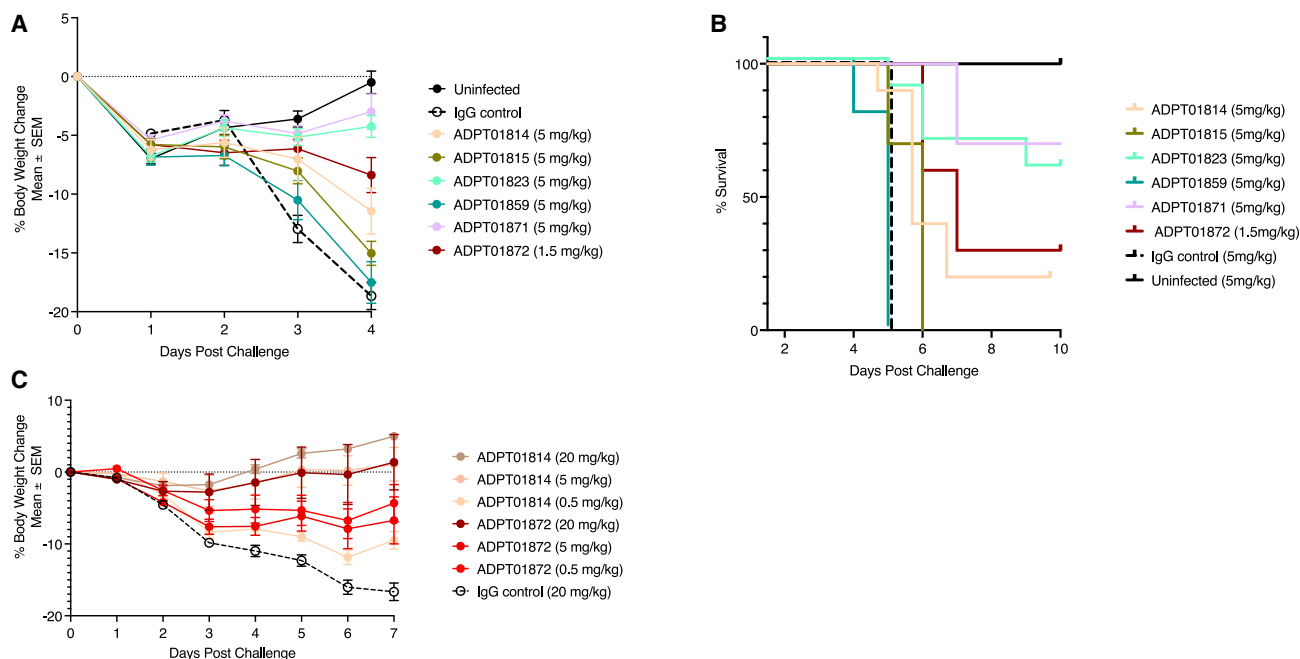 A
% Body Weight Change
Mean ± SEM
5
0
-5
-10
-15
-20
0
1
2
3
4
Days Post Challenge
Uninfected
IgG control
ADPT01814 (5 mg/kg)
ADPT01815 (5 mg/kg)
ADPT01823 (5 mg/kg)
ADPT01859 (5 mg/kg)
ADPT01871 (5 mg/kg)
ADPT01872 (1.5 mg/kg)
B
% Survival
100
50
0
2
4
6
8
10
Days Post Challenge
ADPT01814 (5mg/kg)
ADPT01815 (5mg/kg)
ADPT01823 (5mg/kg)
ADPT01859 (5mg/kg)
ADPT01871 (5mg/kg)
ADPT01872 (1.5mg/kg)
IgG control (5mg/kg)
Uninfected (5mg/kg)
C
% Body Weight Change
Mean ± SEM
10
0
-10
-20
0
1
2
3
4
5
6
7
Days Post Challenge
ADPT01814 (20 mg/kg)
ADPT01814 (5 mg/kg)
ADPT01814 (0.5 mg/kg)
ADPT01872 (20 mg/kg)
ADPT01872 (5 mg/kg)
ADPT01872 (0.5 mg/kg)
IgG control (20 mg/kg)